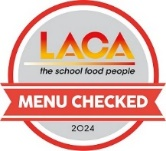 LACA
the school food people
MENU CHECKED
2024